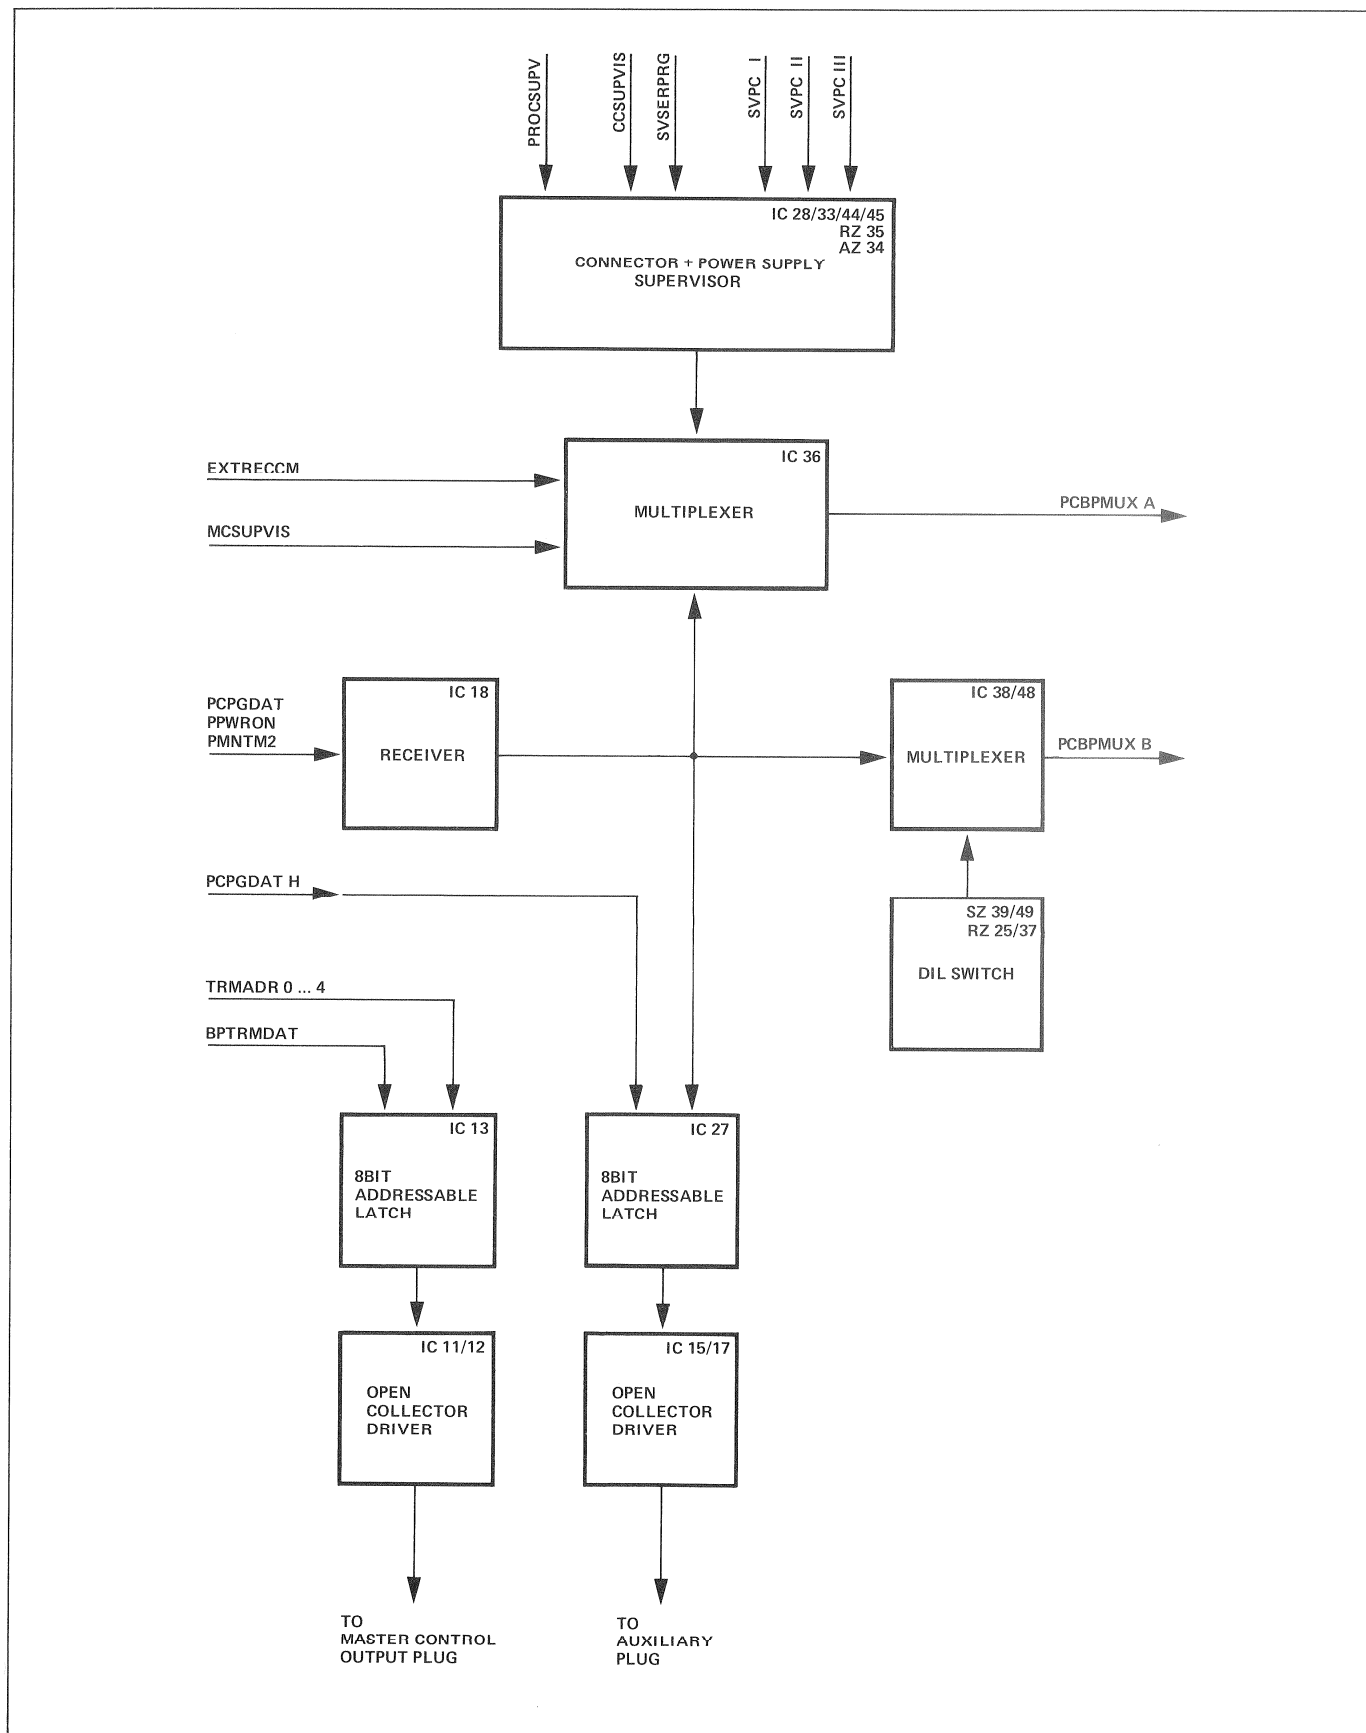 PROCSUPV
CCSUPVIS
SVSERPRG
SVPC I
SVPC II
SVPC III
IC 28/33/44/45
RZ 35
AZ 34
CONNECTOR + POWER SUPPLY
SUPERVISOR
EXTRECCM
MCSUPVIS
IC 36
MULTIPLEXER
PCBPMUX A
PCPGDAT
PPWRON
PMNTM2
IC 18
RECEIVER
IC 38/48
MULTIPLEXER
PCBPMUX B
PCPGDAT H
SZ 39/49
RZ 25/37
DIL SWITCH
TRMADR 0 ... 4
BPTRMDAT
IC 13
8BIT
ADDRESSABLE
LATCH
IC 27
8BIT
ADDRESSABLE
LATCH
IC 11/12
OPEN
COLLECTOR
DRIVER
IC 15/17
OPEN
COLLECTOR
DRIVER
TO
MASTER CONTROL
OUTPUT PLUG
TO
AUXILIARY
PLUG